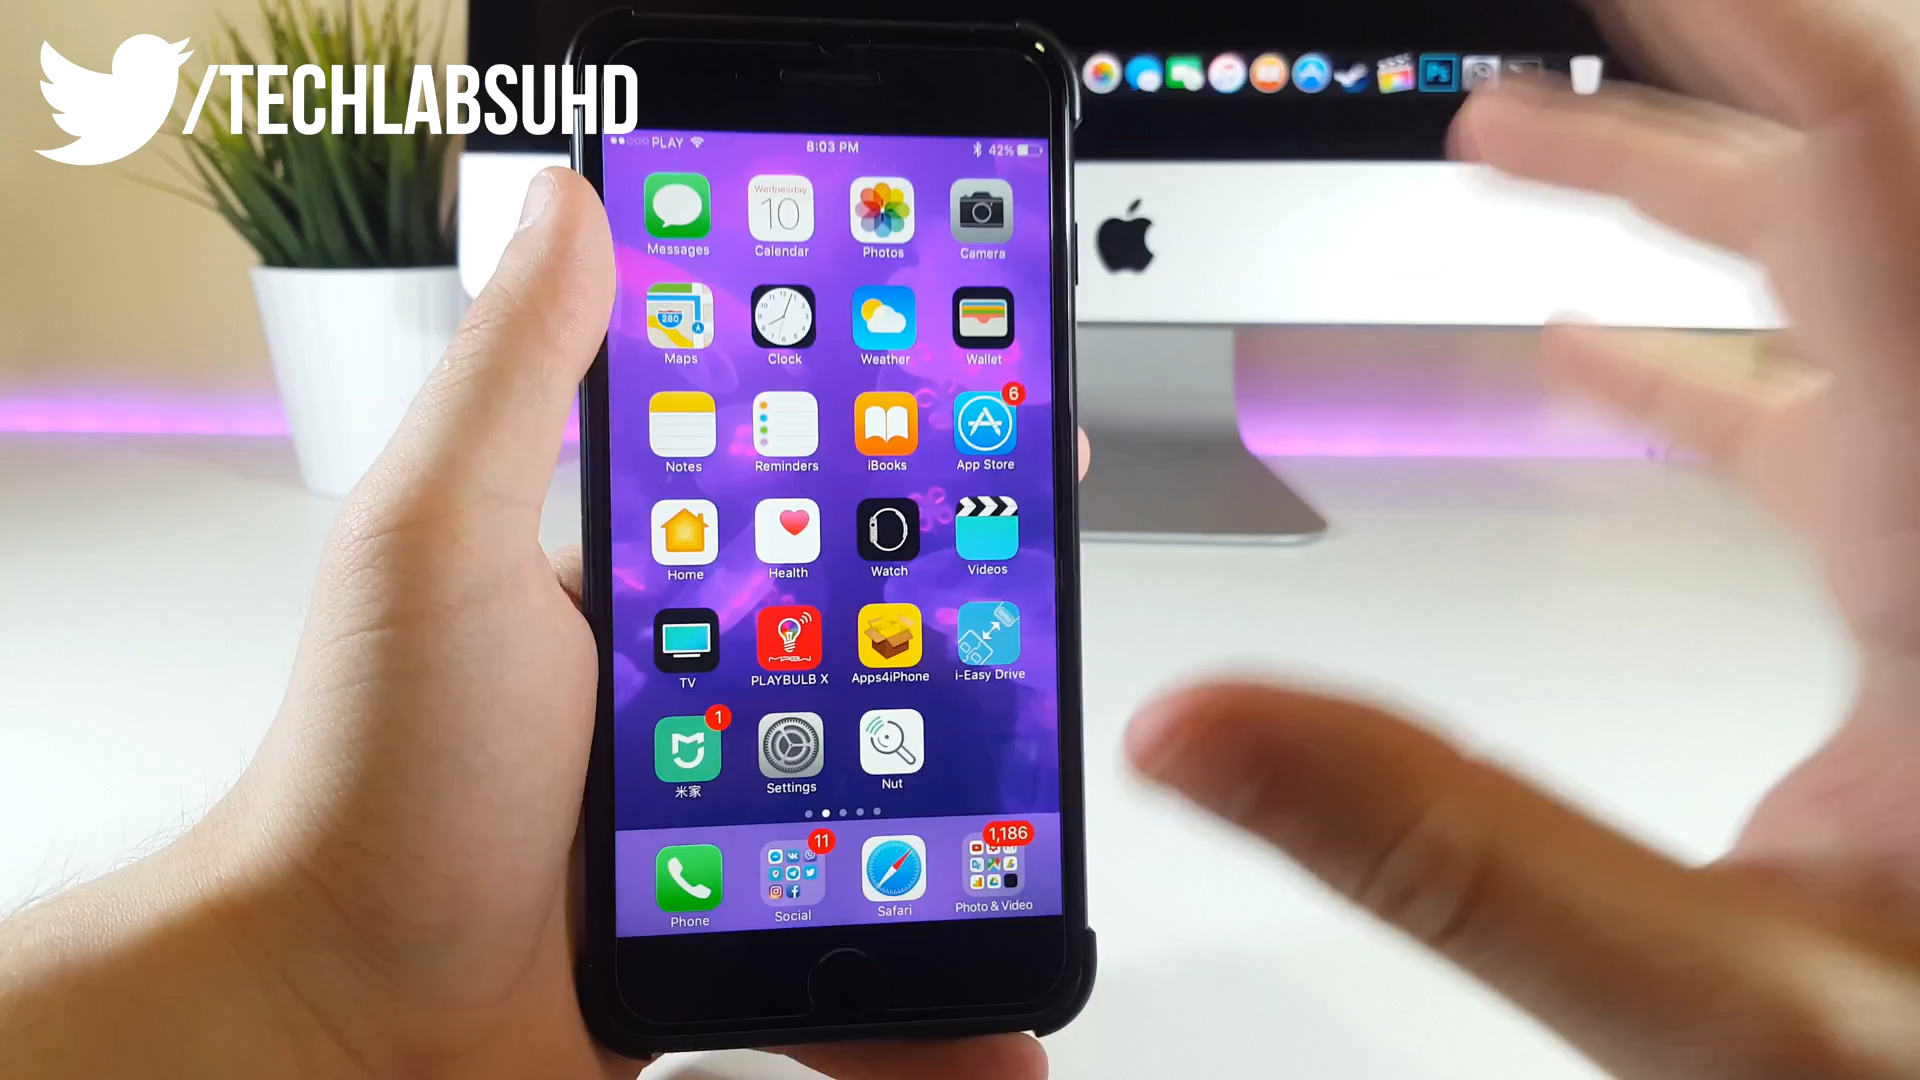 /TECHLABSUHD
PLAY 8:03 PM 42%
Wednesday
10
Messages Calendar Photos Camera
280
Maps Clock Weather Wallet
6
Notes Reminders iBooks App Store
Home Health Watch Videos
MIPOW
TV PLAYBULB X Apps4iPhone i-Easy Drive
1
米家 Settings Nut
11 1,186
Phone Social Safari Photo & Video
Ps